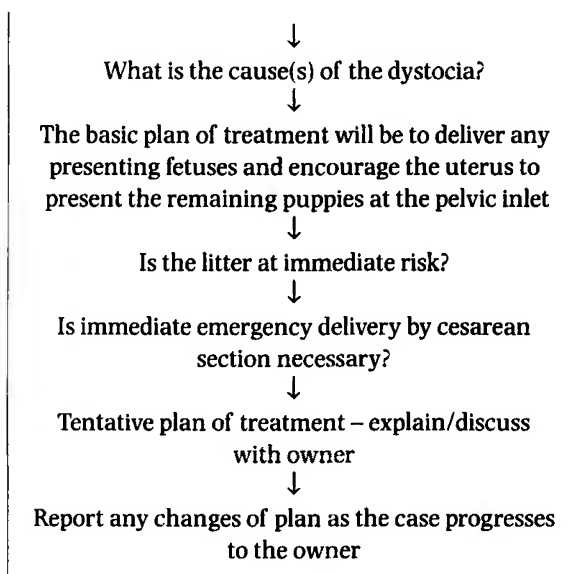 ↓
What is the cause(s) of the dystocia?
↓
The basic plan of treatment will be to deliver any
presenting fetuses and encourage the uterus to
present the remaining puppies at the pelvic inlet
↓
Is the litter at immediate risk?
↓
Is immediate emergency delivery by cesarean
section necessary?
↓
Tentative plan of treatment – explain/discuss
with owner
↓
Report any changes of plan as the case progresses
to the owner